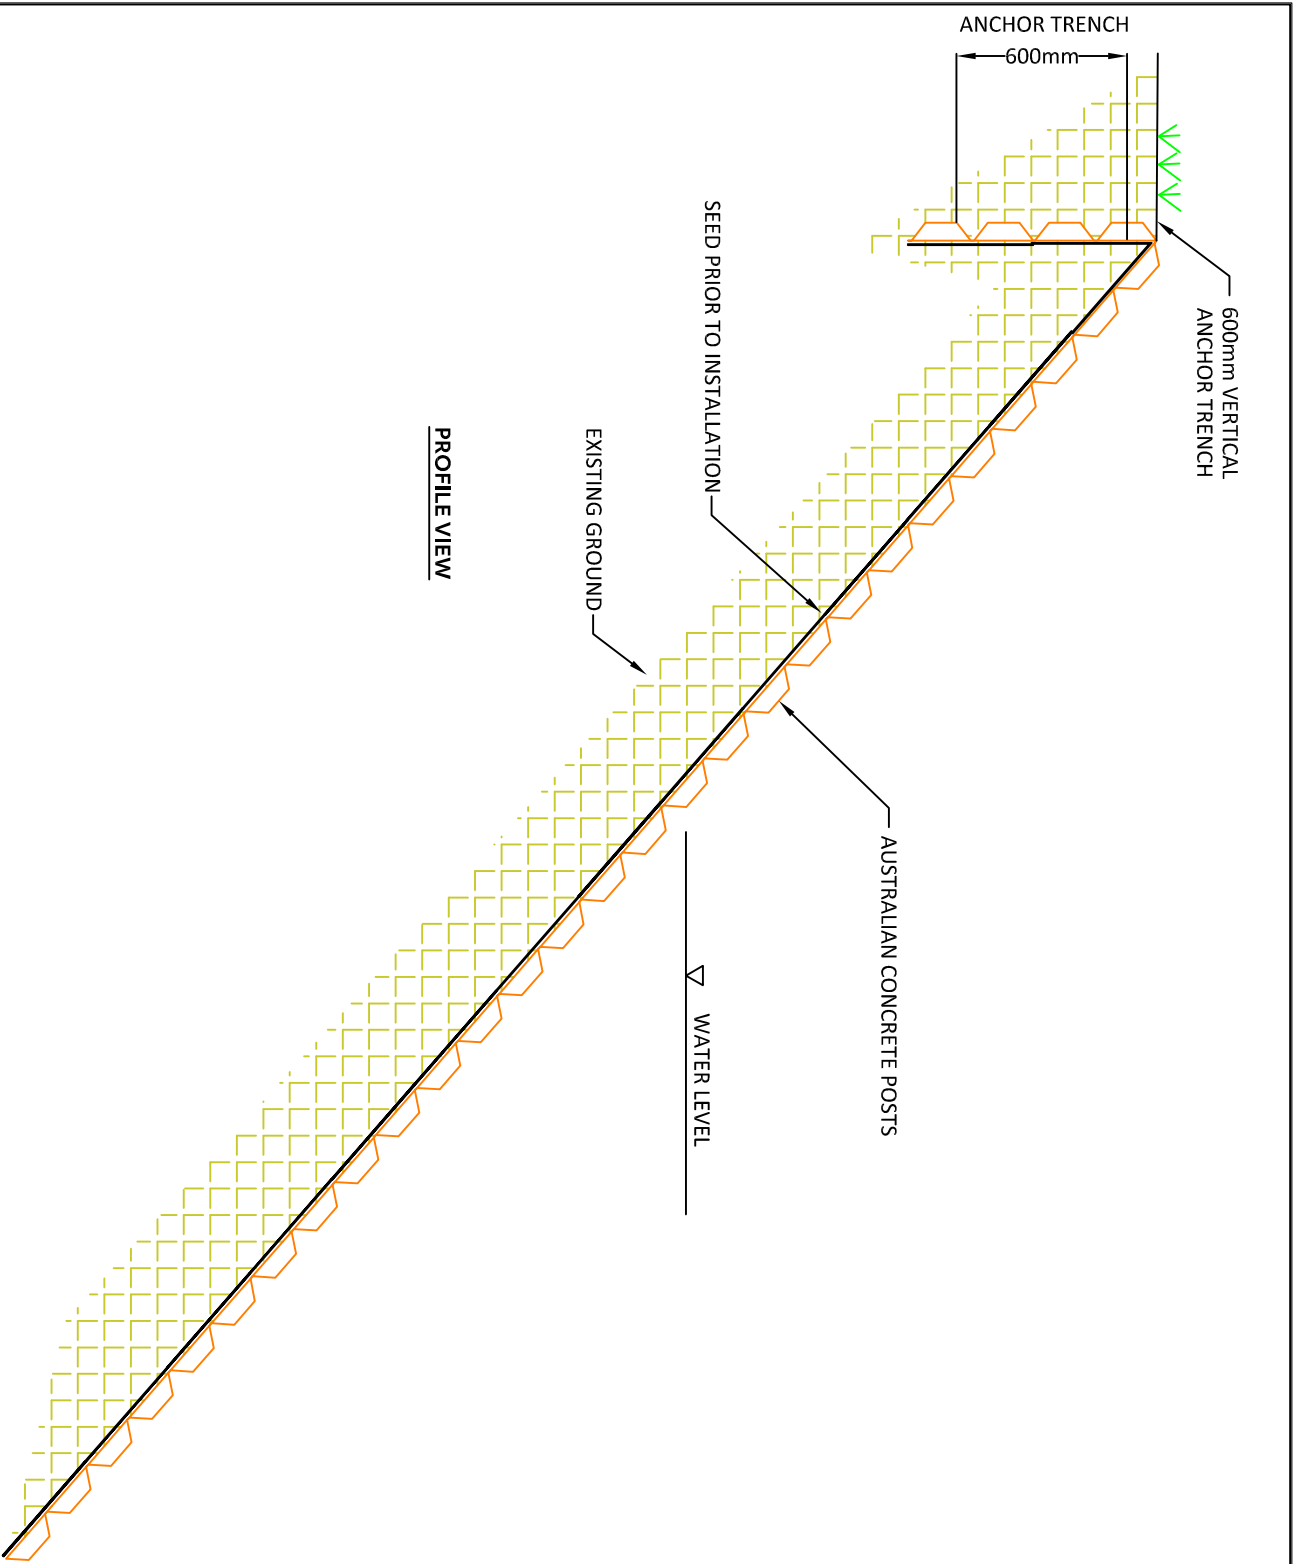 ANCHOR TRENCH
600mm
600mm VERTICAL
ANCHOR TRENCH
SEED PRIOR TO INSTALLATION
EXISTING GROUND
AUSTRALIAN CONCRETE POSTS
WATER LEVEL
PROFILE VIEW